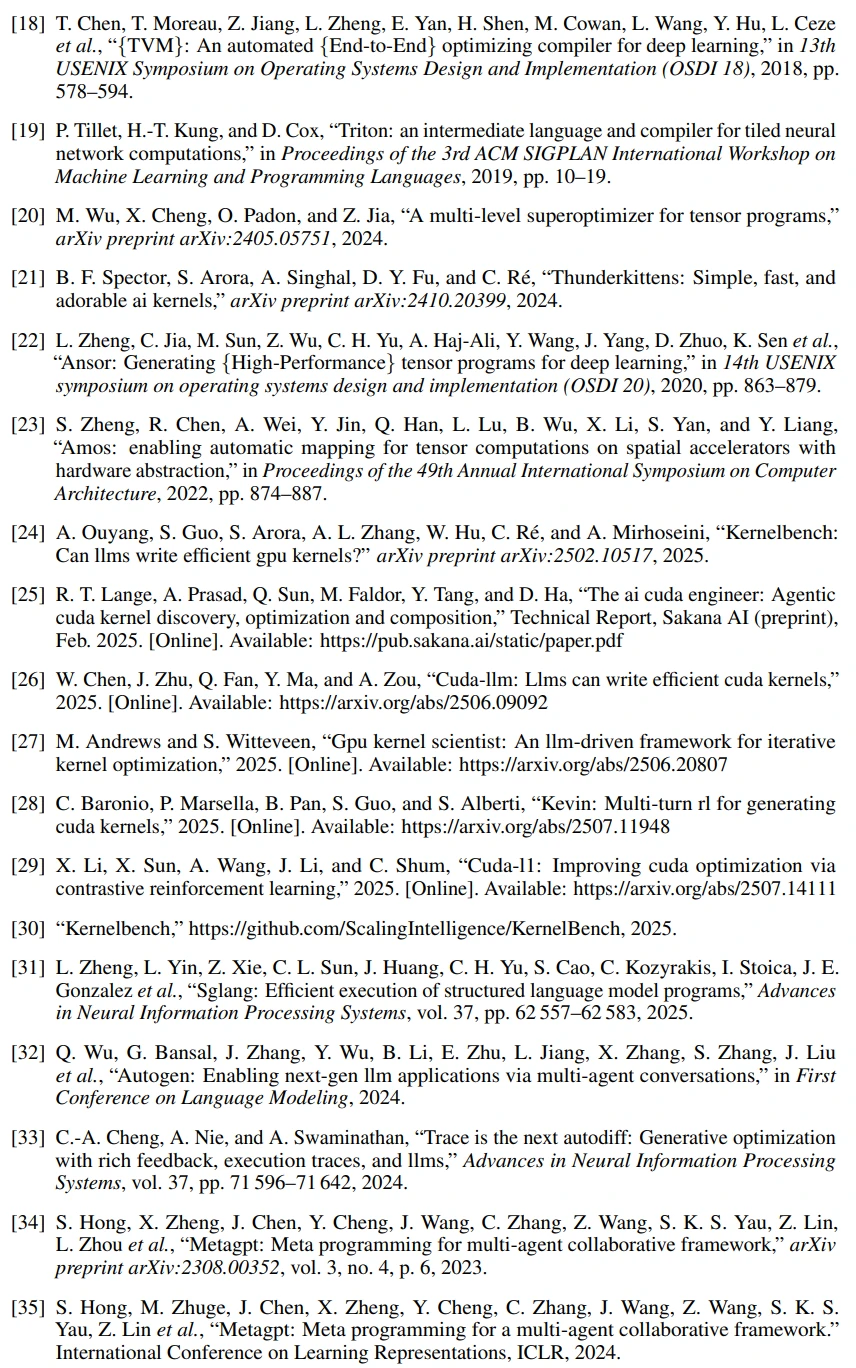 [18] T. Chen, T. Moreau, Z. Jiang, L. Zheng, E. Yan, H. Shen, M. Cowan, L. Wang, Y. Hu, L. Ceze
et al., “{TVM}: An automated {End-to-End} optimizing compiler for deep learning,” in 13th
USENIX Symposium on Operating Systems Design and Implementation (OSDI 18), 2018, pp.
578–594.
[19] P. Tillet, H.-T. Kung, and D. Cox, “Triton: an intermediate language and compiler for tiled neural
network computations,” in Proceedings of the 3rd ACM SIGPLAN International Workshop on
Machine Learning and Programming Languages, 2019, pp. 10–19.
[20] M. Wu, X. Cheng, O. Padon, and Z. Jia, “A multi-level superoptimizer for tensor programs,”
arXiv preprint arXiv:2405.05751, 2024.
[21] B. F. Spector, S. Arora, A. Singhal, D. Y. Fu, and C. Ré, “Thunderkittens: Simple, fast, and
adorable ai kernels,” arXiv preprint arXiv:2410.20399, 2024.
[22] L. Zheng, C. Jia, M. Sun, Z. Wu, C. H. Yu, A. Haj-Ali, Y. Wang, J. Yang, D. Zhuo, K. Sen et al.,
“Ansor: Generating {High-Performance} tensor programs for deep learning,” in 14th USENIX
symposium on operating systems design and implementation (OSDI 20), 2020, pp. 863–879.
[23] S. Zheng, R. Chen, A. Wei, Y. Jin, Q. Han, L. Lu, B. Wu, X. Li, S. Yan, and Y. Liang,
“Amos: enabling automatic mapping for tensor computations on spatial accelerators with
hardware abstraction,” in Proceedings of the 49th Annual International Symposium on Computer
Architecture, 2022, pp. 874–887.
[24] A. Ouyang, S. Guo, S. Arora, A. L. Zhang, W. Hu, C. Ré, and A. Mirhoseini, “Kernelbench:
Can llms write efficient gpu kernels?” arXiv preprint arXiv:2502.10517, 2025.
[25] R. T. Lange, A. Prasad, Q. Sun, M. Faldor, Y. Tang, and D. Ha, “The ai cuda engineer: Agentic
cuda kernel discovery, optimization and composition,” Technical Report, Sakana AI (preprint),
Feb. 2025. [Online]. Available: https://pub.sakana.ai/static/paper.pdf
[26] W. Chen, J. Zhu, Q. Fan, Y. Ma, and A. Zou, “Cuda-llm: Llms can write efficient cuda kernels,”
2025. [Online]. Available: https://arxiv.org/abs/2506.09092
[27] M. Andrews and S. Witteveen, “Gpu kernel scientist: An llm-driven framework for iterative
kernel optimization,” 2025. [Online]. Available: https://arxiv.org/abs/2506.20807
[28] C. Baronio, P. Marsella, B. Pan, S. Guo, and S. Alberti, “Kevin: Multi-turn rl for generating
cuda kernels,” 2025. [Online]. Available: https://arxiv.org/abs/2507.11948
[29] X. Li, X. Sun, A. Wang, J. Li, and C. Shum, “Cuda-l1: Improving cuda optimization via
contrastive reinforcement learning,” 2025. [Online]. Available: https://arxiv.org/abs/2507.14111
[30] “Kernelbench,” https://github.com/ScalingIntelligence/KernelBench, 2025.
[31] L. Zheng, L. Yin, Z. Xie, C. L. Sun, J. Huang, C. H. Yu, S. Cao, C. Kozyrakis, I. Stoica, J. E.
Gonzalez et al., “Sglang: Efficient execution of structured language model programs,” Advances
in Neural Information Processing Systems, vol. 37, pp. 62 557–62 583, 2025.
[32] Q. Wu, G. Bansal, J. Zhang, Y. Wu, B. Li, E. Zhu, L. Jiang, X. Zhang, S. Zhang, J. Liu
et al., “Autogen: Enabling next-gen llm applications via multi-agent conversations,” in First
Conference on Language Modeling, 2024.
[33] C.-A. Cheng, A. Nie, and A. Swaminathan, “Trace is the next autodiff: Generative optimization
with rich feedback, execution traces, and llms,” Advances in Neural Information Processing
Systems, vol. 37, pp. 71 596–71 642, 2024.
[34] S. Hong, X. Zheng, J. Chen, Y. Cheng, J. Wang, C. Zhang, Z. Wang, S. K. S. Yau, Z. Lin,
L. Zhou et al., “Metagpt: Meta programming for multi-agent collaborative framework,” arXiv
preprint arXiv:2308.00352, vol. 3, no. 4, p. 6, 2023.
[35] S. Hong, M. Zhuge, J. Chen, X. Zheng, Y. Cheng, C. Zhang, J. Wang, Z. Wang, S. K. S.
Yau, Z. Lin et al., “Metagpt: Meta programming for a multi-agent collaborative framework.”
International Conference on Learning Representations, ICLR, 2024.